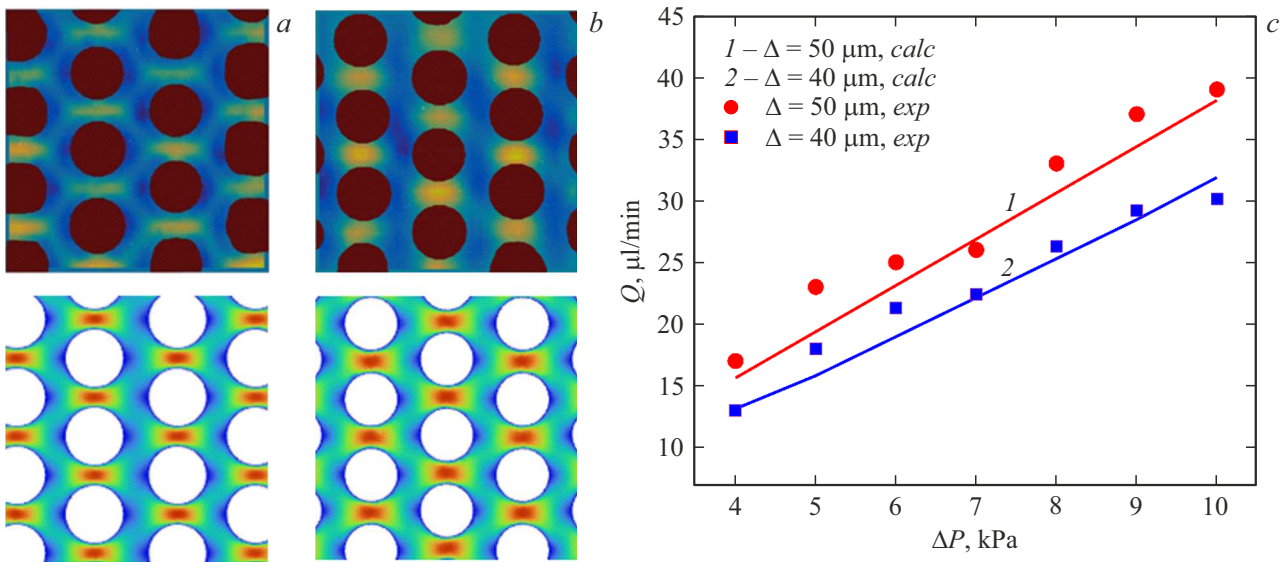 a
b
c
1 – Δ = 50 μm, calc
2 – Δ = 40 μm, calc
Δ = 50 μm, exp
Δ = 40 μm, exp
45
40
35
30
25
20
15
10
Q, μl/min
1
2
4 5 6 7 8 9 10
ΔP, kPa